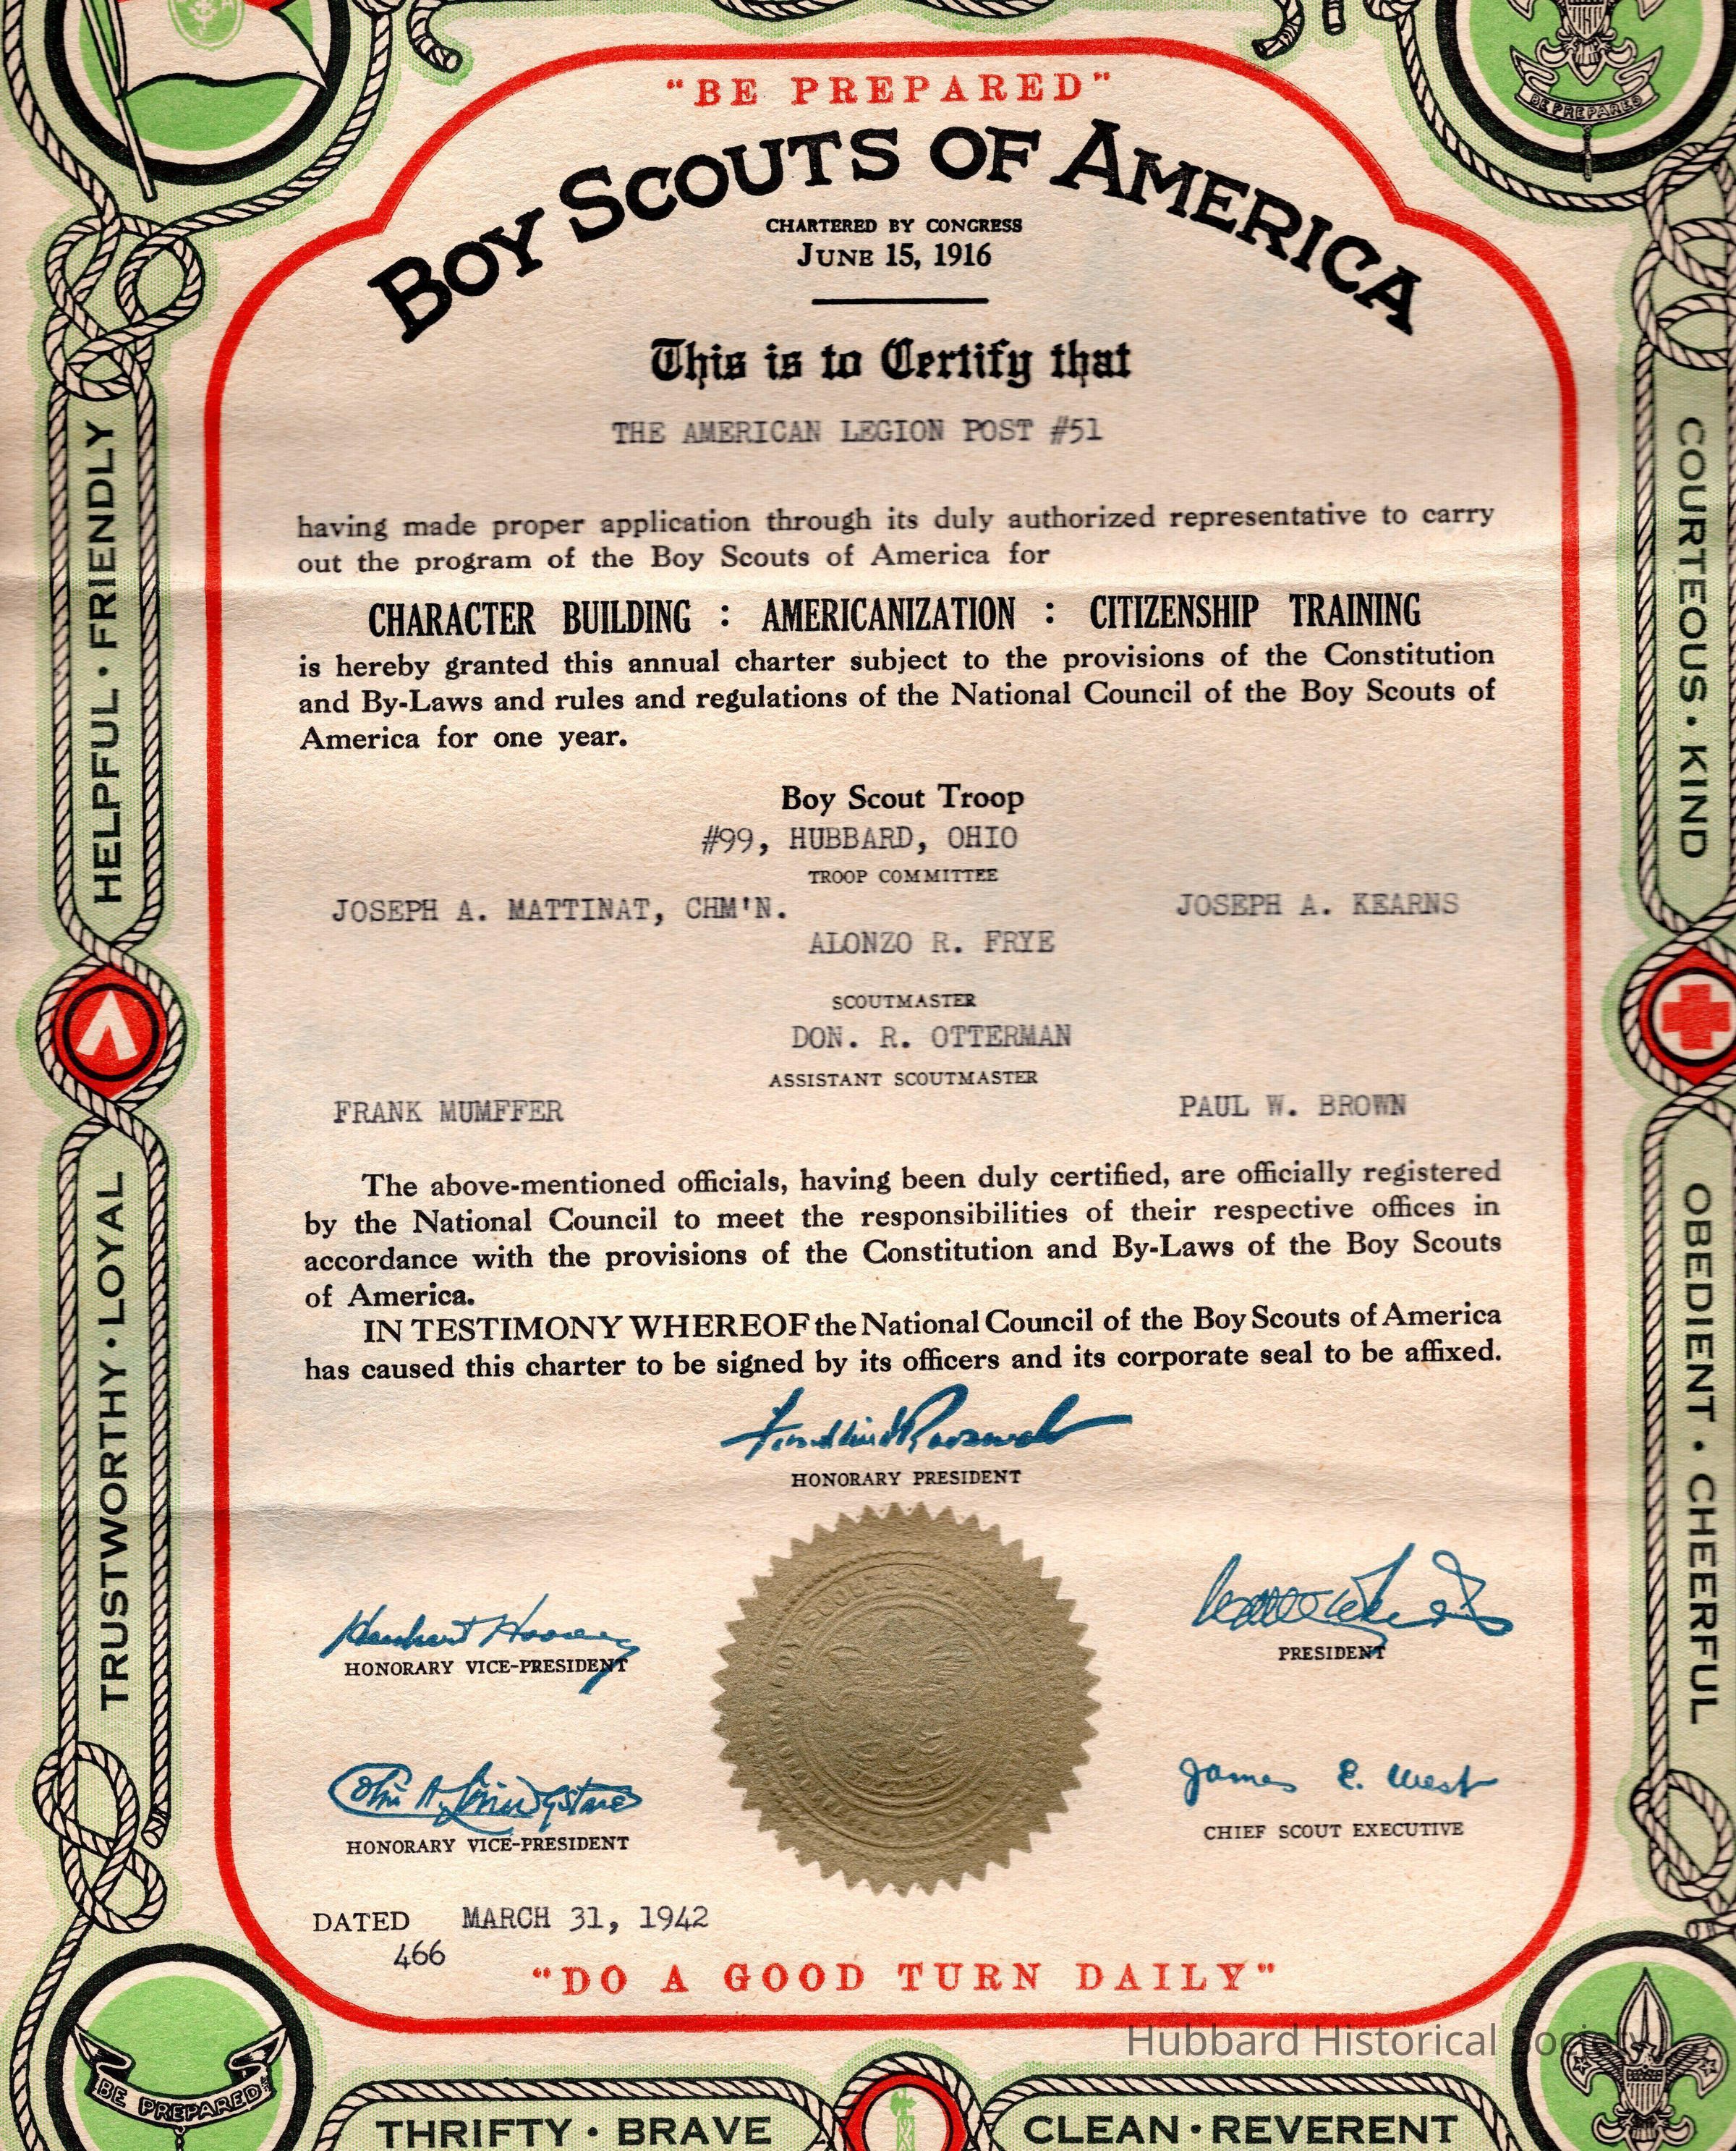 "BE PREPARED"
BOY SCOUTS OF AMERICA
CHARTERED BY CONGRESS
JUNE 15, 1916
This is to Certify that
THE AMERICAN LEGION POST #51
having made proper application through its duly authorized representative to carry
out the program of the Boy Scouts of America for
CHARACTER BUILDING : AMERICANIZATION : CITIZENSHIP TRAINING
is hereby granted this annual charter subject to the provisions of the Constitution
and By-Laws and rules and regulations of the National Council of the Boy Scouts of
America for one year.
Boy Scout Troop
#99, HUBBARD, OHIO
TROOP COMMITTEE
JOSEPH A. MATTINAT, CHM'N. JOSEPH A. KEARNS
ALONZO R. FRYE
SCOUTMASTER
DON. R. OTTERMAN
ASSISTANT SCOUTMASTER
FRANK MUMFFER PAUL W. BROWN
The above-mentioned officials, having been duly certified, are officially registered
by the National Council to meet the responsibilities of their respective offices in
accordance with the provisions of the Constitution and By-Laws of the Boy Scouts
of America.
IN TESTIMONY WHEREOF the National Council of the Boy Scouts of America
has caused this charter to be signed by its officers and its corporate seal to be affixed.
Franklin D Roosevelt
HONORARY PRESIDENT
Herbert Hoover
HONORARY VICE-PRESIDENT
PRESIDENT
Colin H. Livingstone
HONORARY VICE-PRESIDENT
James E. West
CHIEF SCOUT EXECUTIVE
DATED MARCH 31, 1942
466
"DO A GOOD TURN DAILY"
TRUSTWORTHY · LOYAL
HELPFUL · FRIENDLY
COURTEOUS · KIND
OBEDIENT · CHEERFUL
THRIFTY · BRAVE
CLEAN · REVERENT
BE PREPARED
BE PREPARED
Hubbard Historical Society